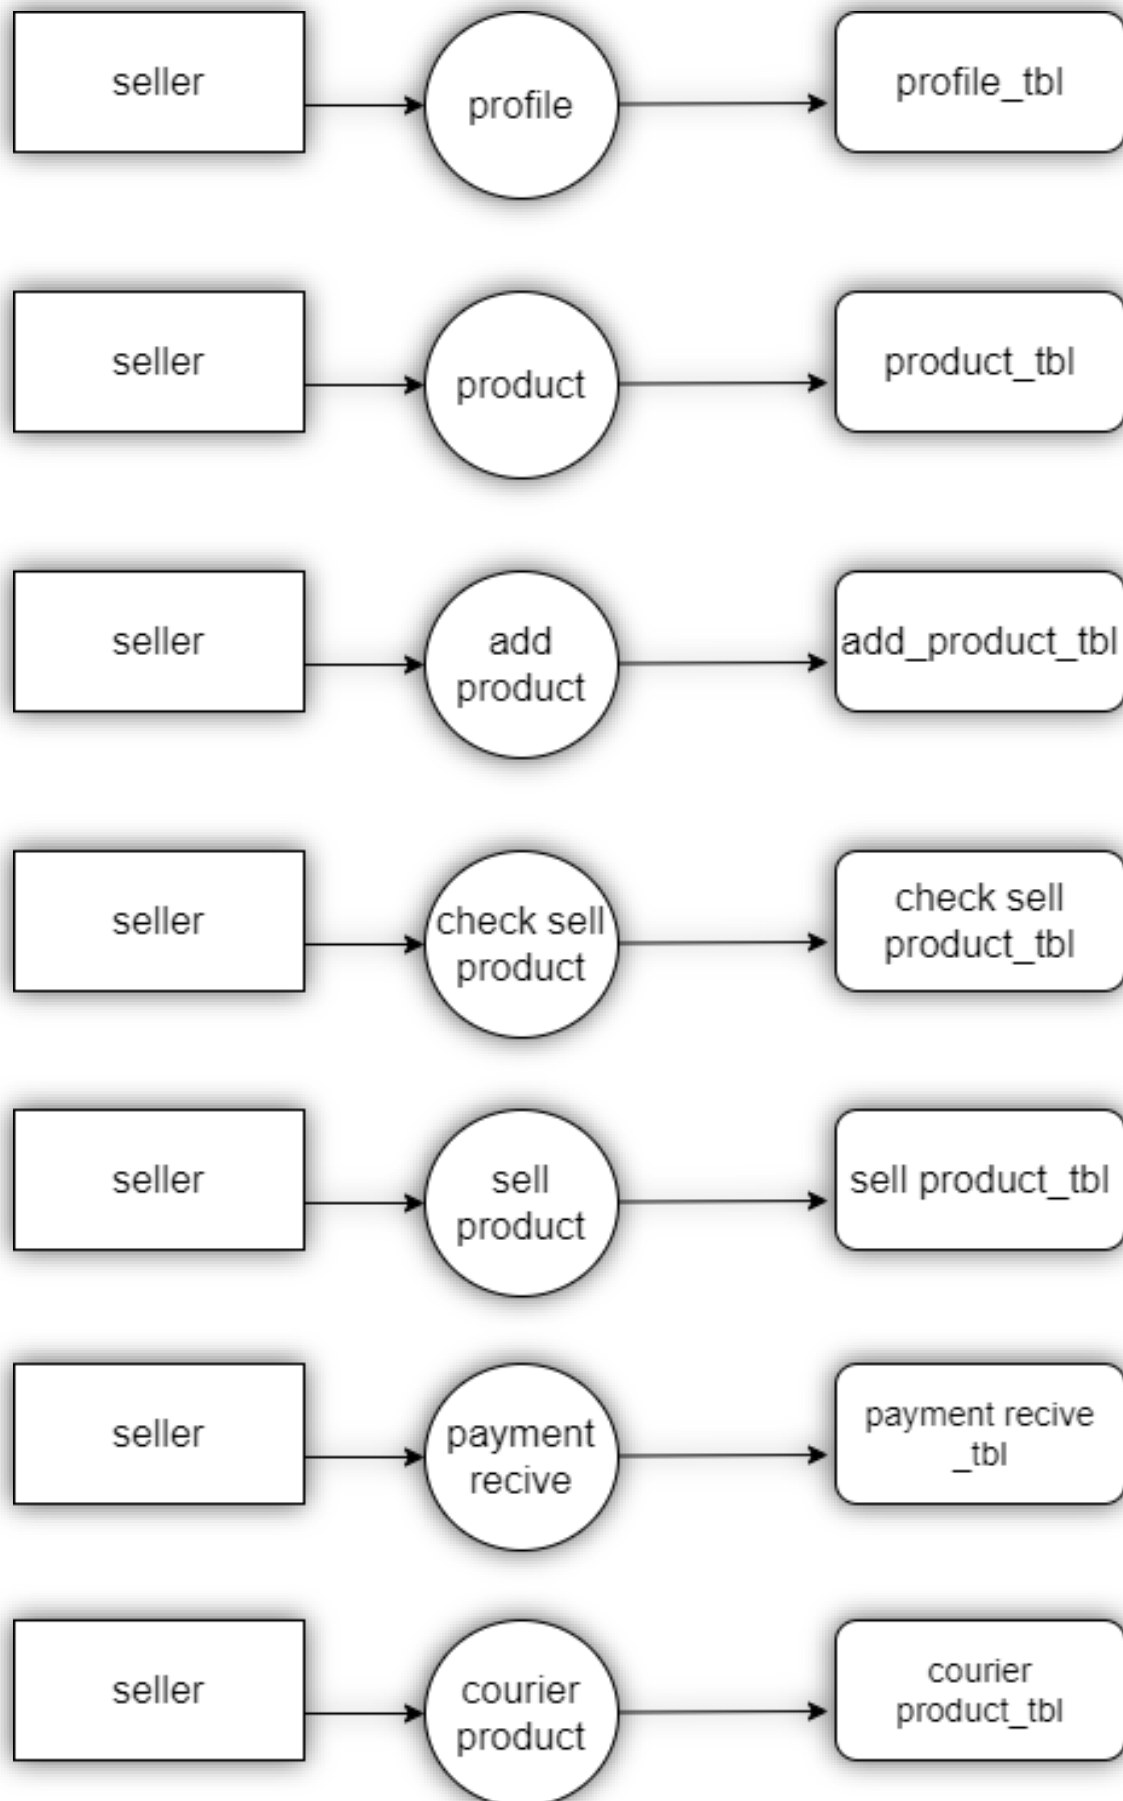 seller
profile
profile_tbl
seller
product
product_tbl
seller
add
product
add_product_tbl
seller
check sell
product
check sell
product_tbl
seller
sell
product
sell product_tbl
seller
payment
recive
payment recive
_tbl
seller
courier
product
courier
product_tbl